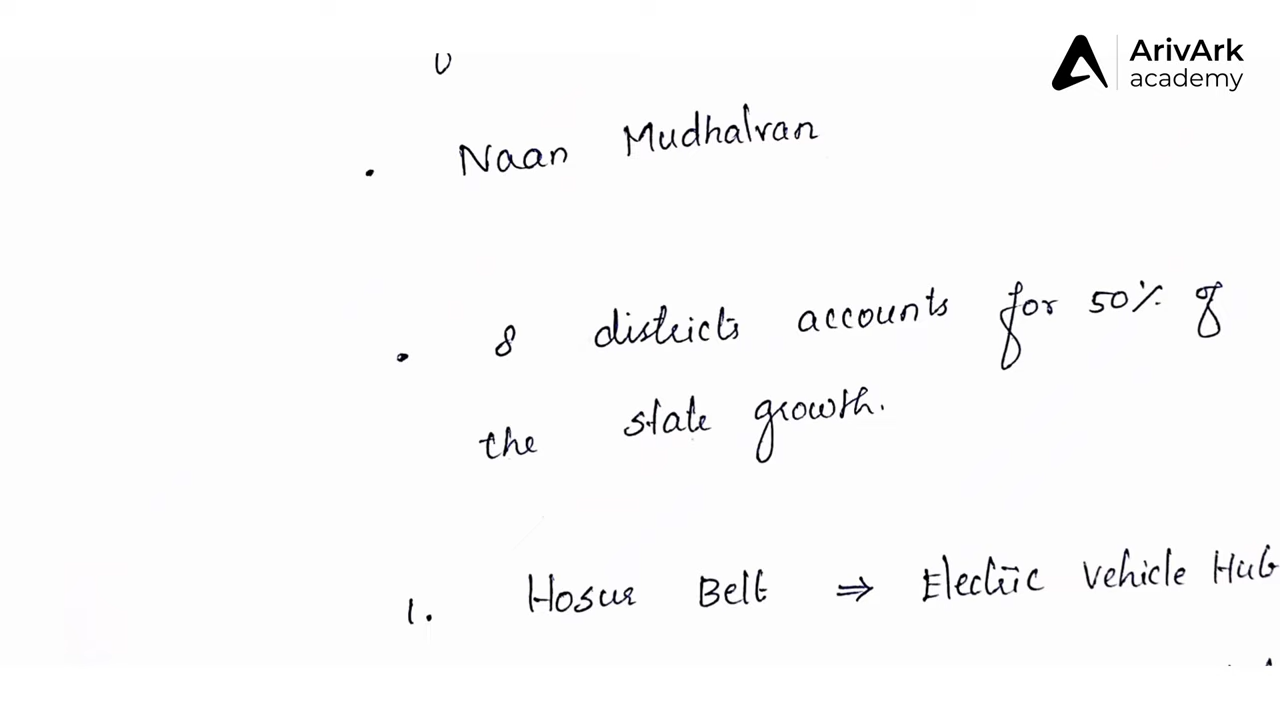 ArivArk
academy
. Naan Mudhalvan
. 8 districts accounts for 50% of
the state growth.
1. Hosur Belt ⇒ Electric Vehicle Hub